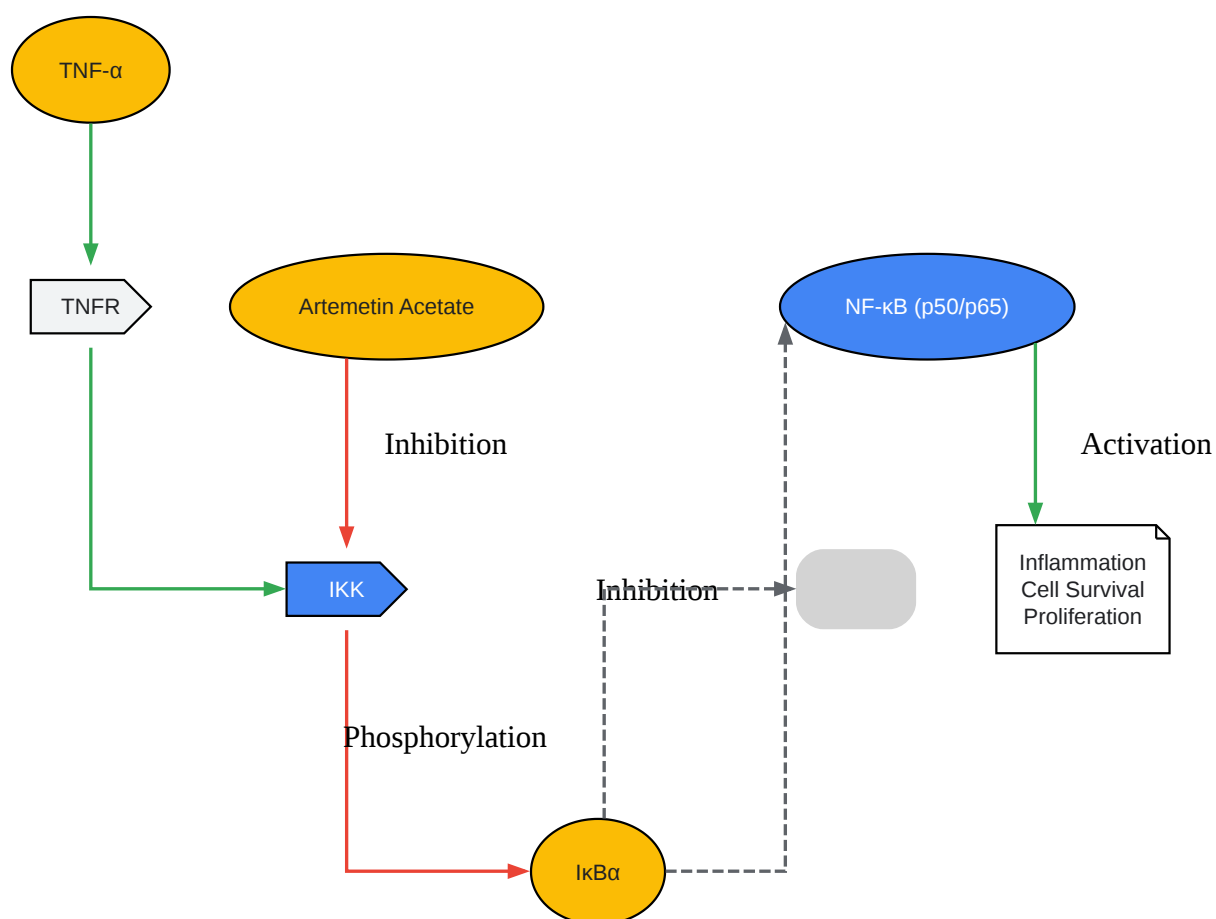 TNF-α
TNFR
Artemetin Acetate
NF-κB (p50/p65)
Inhibition
Activation
IKK
Inhibition
Inflammation
Cell Survival
Proliferation
Phosphorylation
IκBα